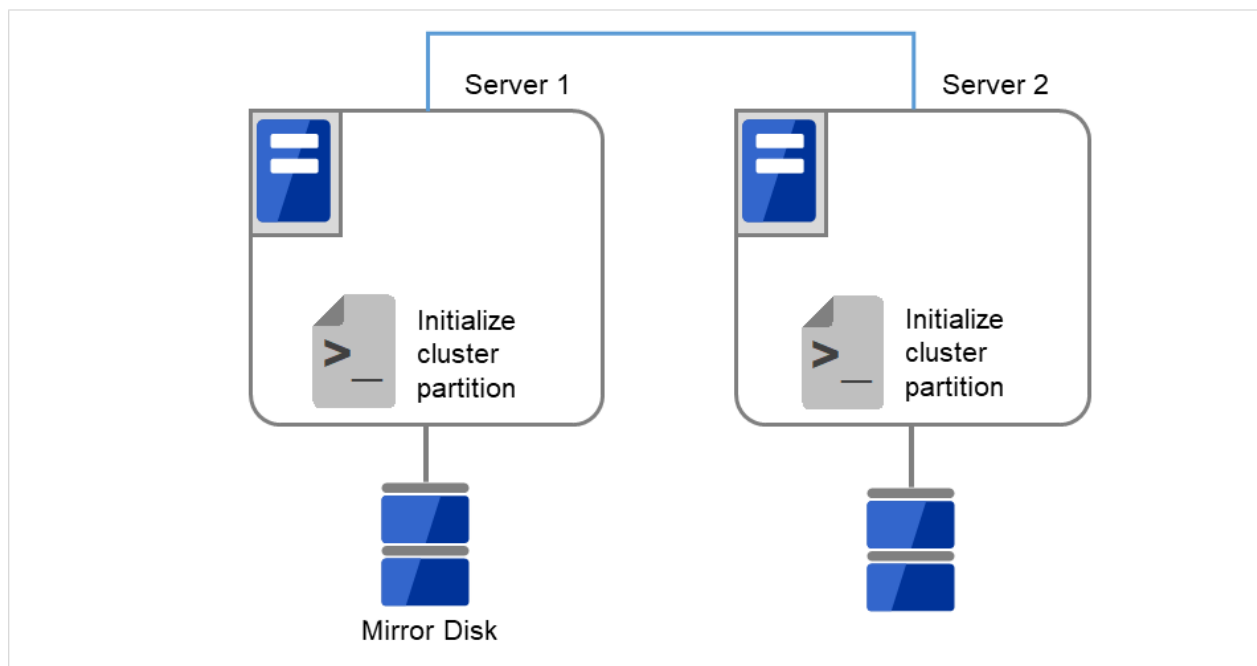 Server 1
Server 2
>_
Initialize
cluster
partition
>_
Initialize
cluster
partition
Mirror Disk